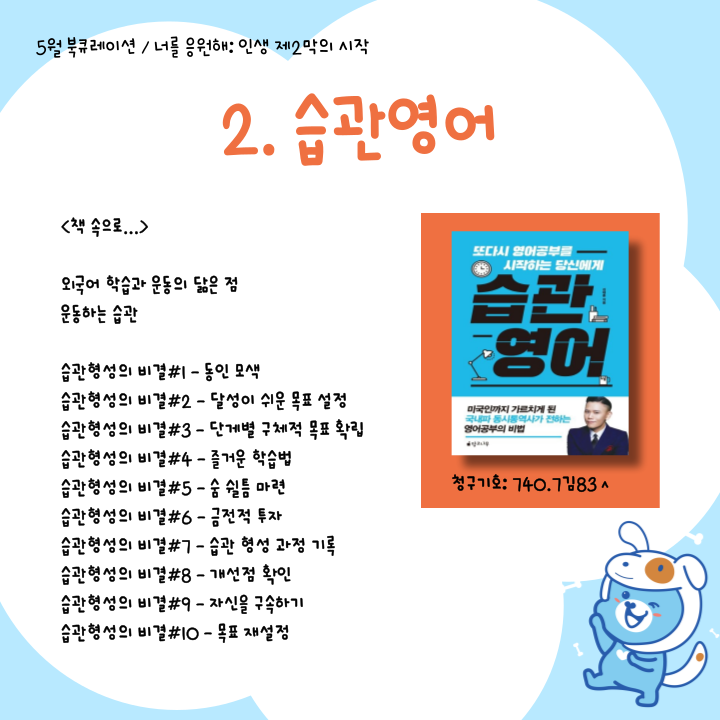 5월 북큐레이션 / 너를 응원해: 인생 제2막의 시작
2. 습관영어
<책 속으로...>
외국어 학습과 운동의 닮은 점
운동하는 습관
습관형성의 비결#1 - 동인 모색
습관형성의 비결#2 - 달성이 쉬운 목표 설정
습관형성의 비결#3 - 단계별 구체적 목표 확립
습관형성의 비결#4 - 즐거운 학습법
습관형성의 비결#5 - 숨 쉴틈 마련
습관형성의 비결#6 - 금전적 투자
습관형성의 비결#7 - 습관 형성 과정 기록
습관형성의 비결#8 - 개선점 확인
습관형성의 비결#9 - 자신을 구속하기
습관형성의 비결#10 - 목표 재설정
또다시 영어공부를
시작하는 당신에게
습관
영어
미국인까지 가르치게 된
국내파 동시통역사가 전하는
영어공부의 비법
청구기호: 740.7김83ㅅ